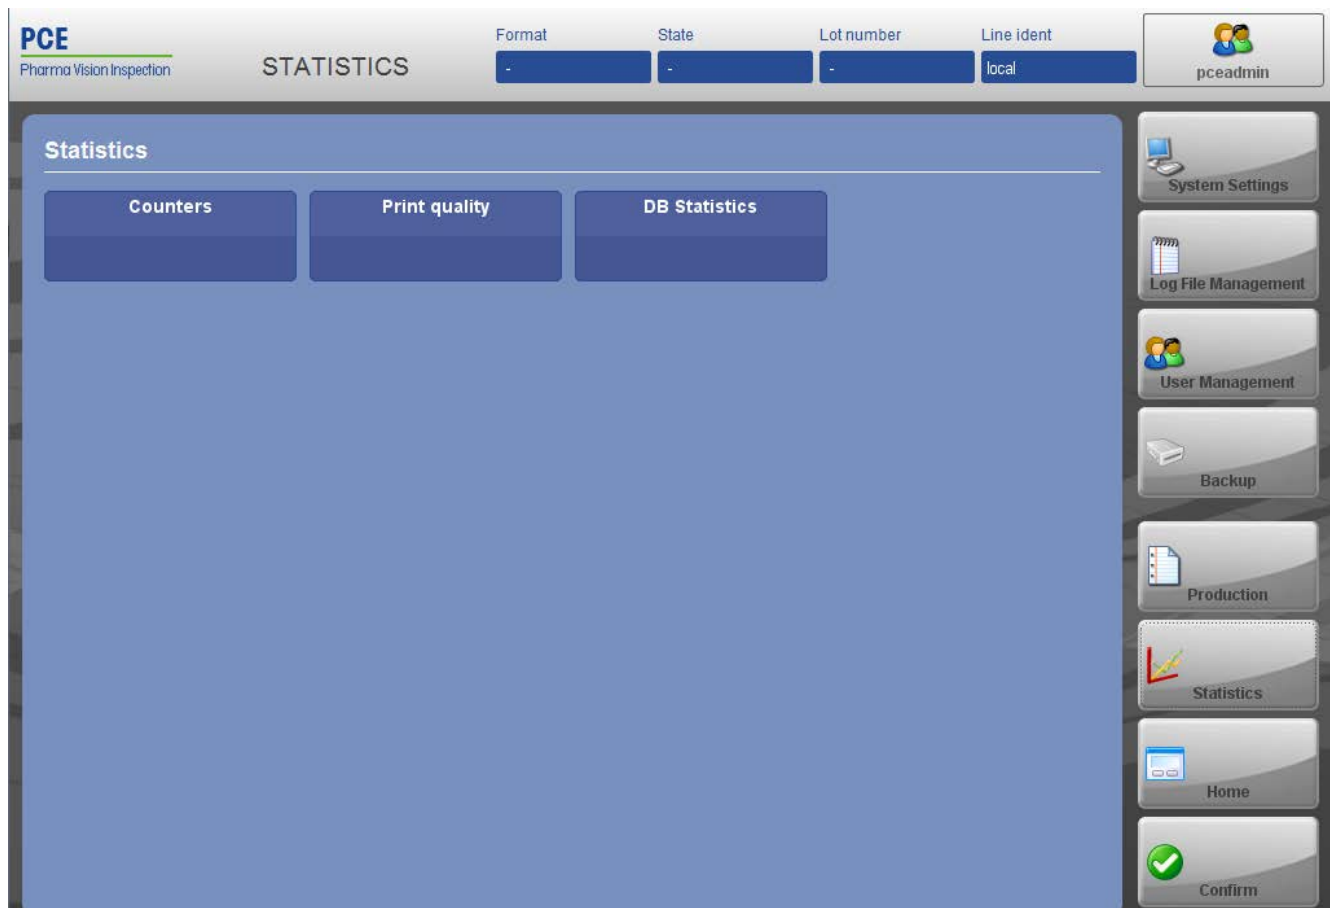 PCE
Pharma Vision Inspection
STATISTICS
Format
-
State
-
Lot number
-
Line ident
local
pceadmin
Statistics
Counters
Print quality
DB Statistics
System Settings
Log File Management
User Management
Backup
Production
Statistics
Home
Confirm